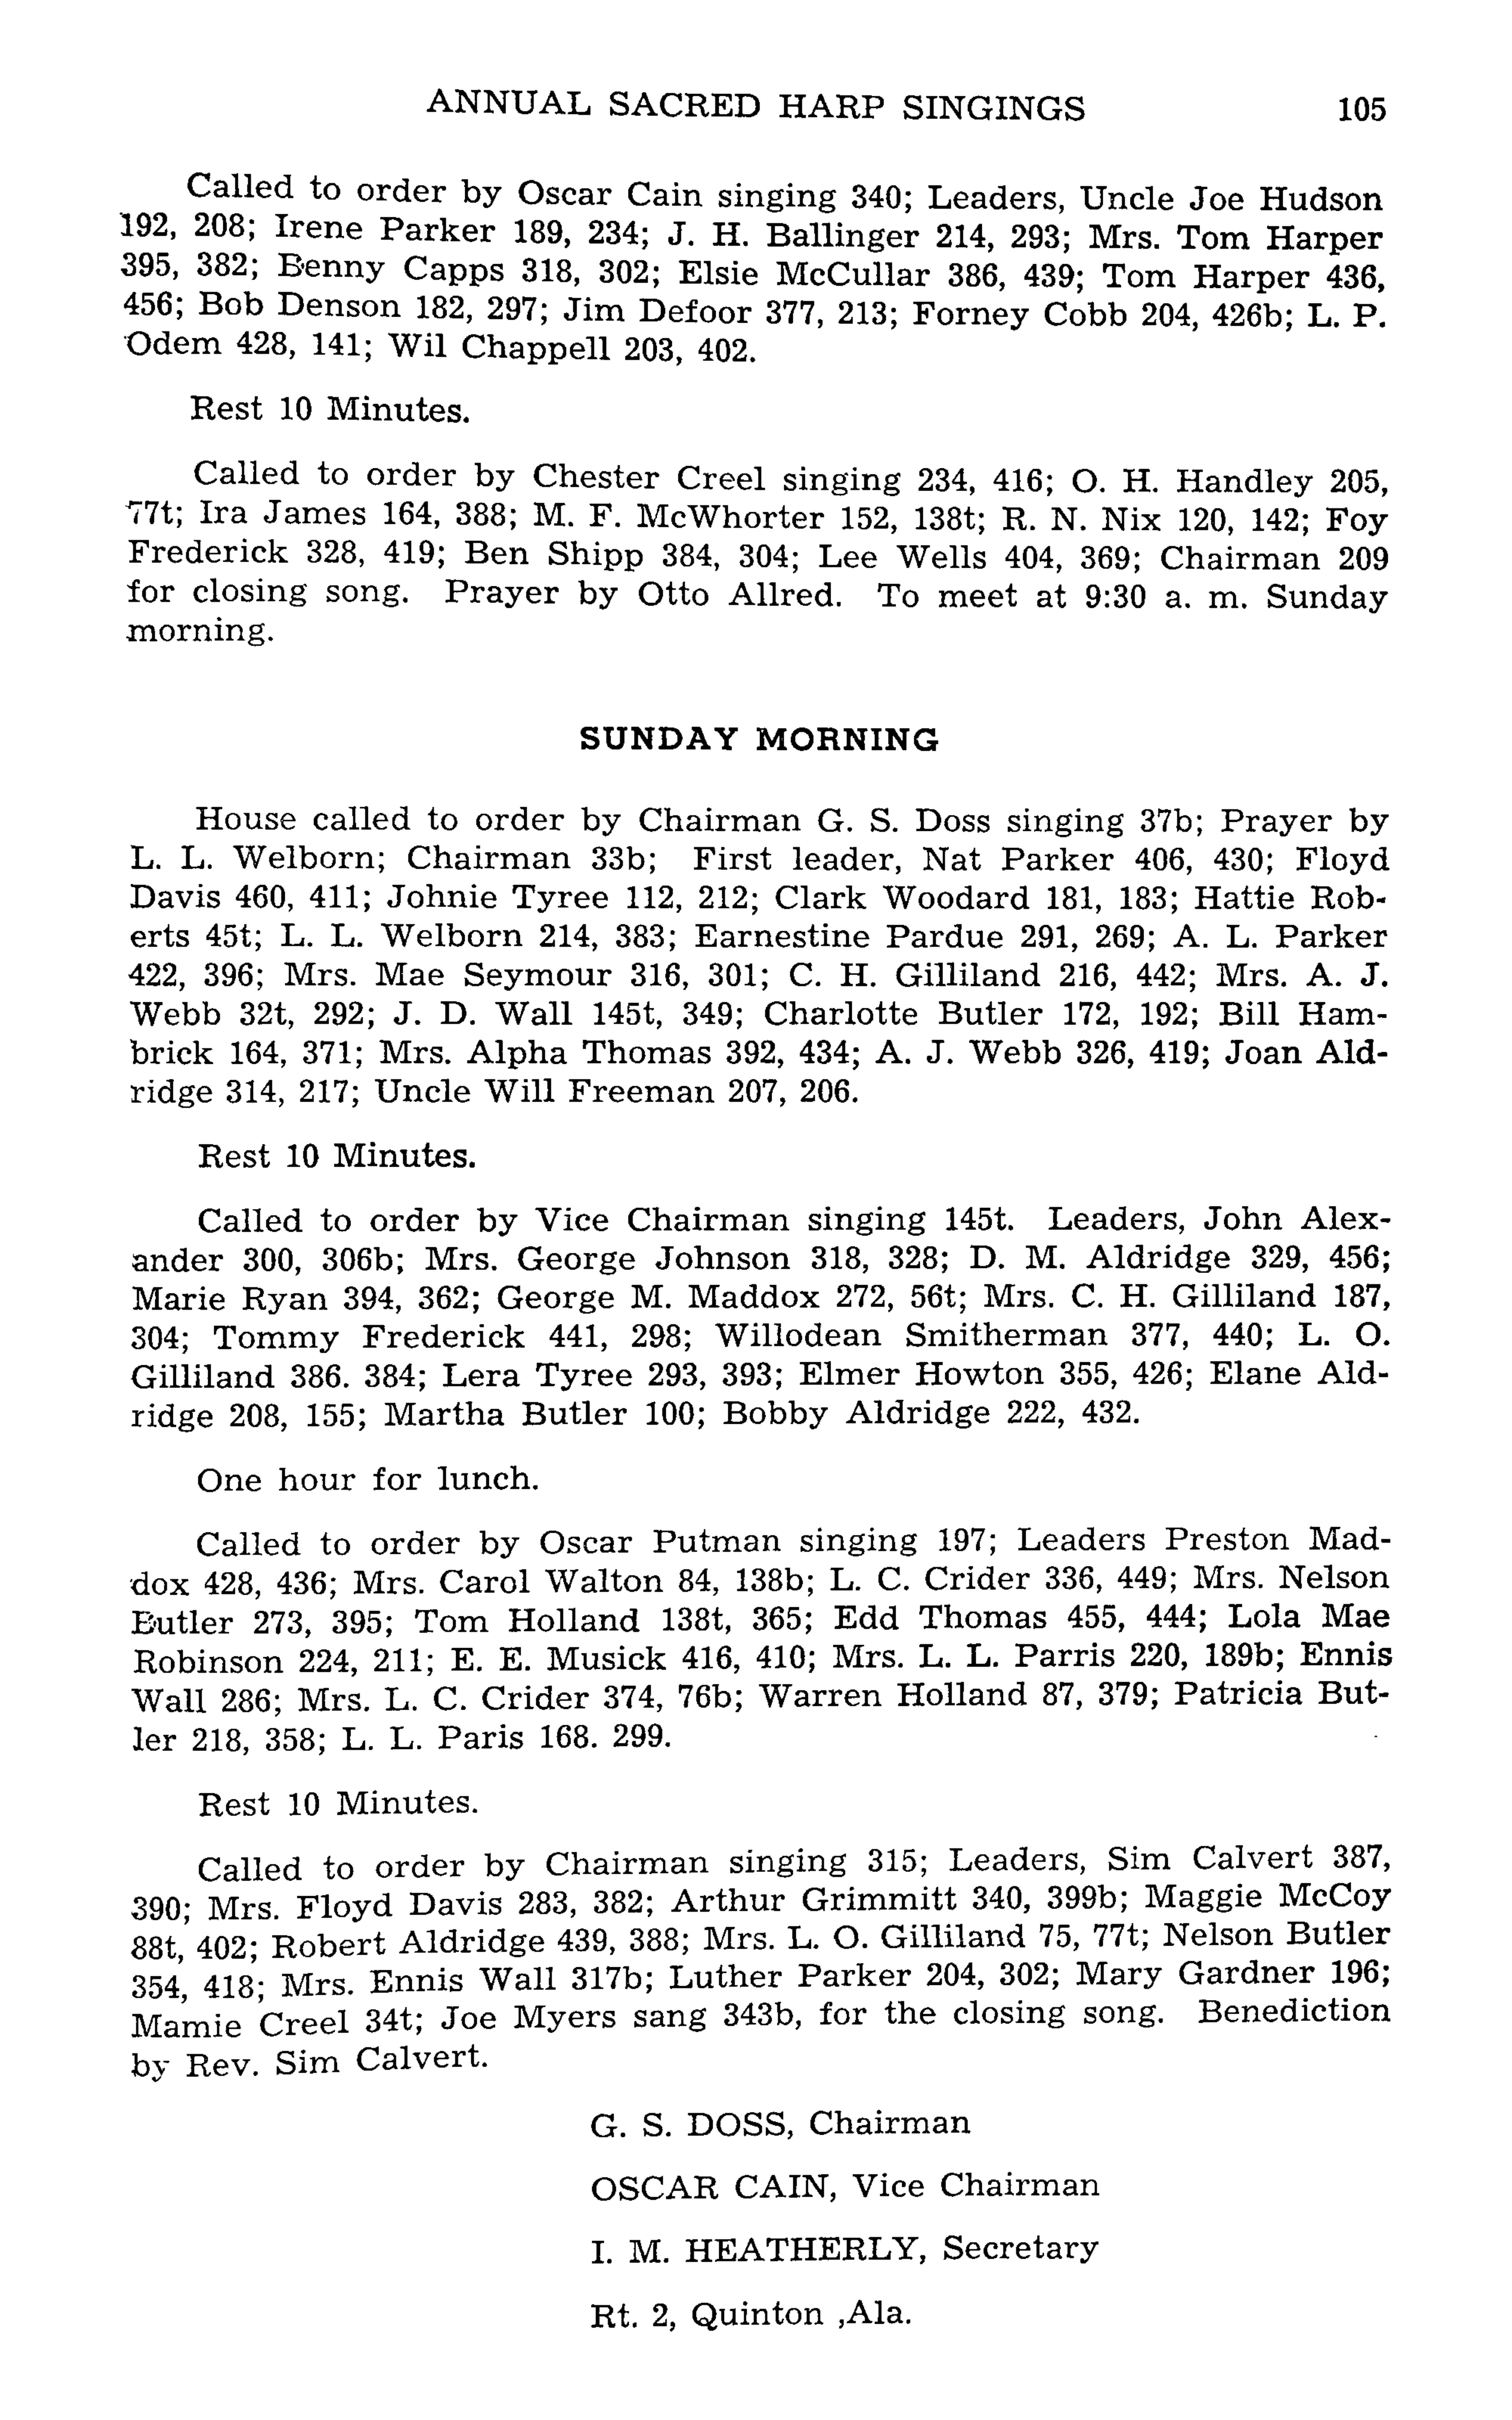 ANNUAL SACRED HARP SINGINGS 105
Called to order by Oscar Cain singing 340; Leaders, Uncle Joe Hudson
192, 208; Irene Parker 189, 234; J. H. Ballinger 214, 293; Mrs. Tom Harper
395, 382; Benny Capps 318, 302; Elsie McCullar 386, 439; Tom Harper 436,
456; Bob Denson 182, 297; Jim Defoor 377, 213; Forney Cobb 204, 426b; L. P.
Odem 428, 141; Wil Chappell 203, 402.
Rest 10 Minutes.
Called to order by Chester Creel singing 234, 416; O. H. Handley 205,
77t; Ira James 164, 388; M. F. McWhorter 152, 138t; R. N. Nix 120, 142; Foy
Frederick 328, 419; Ben Shipp 384, 304; Lee Wells 404, 369; Chairman 209
for closing song. Prayer by Otto Allred. To meet at 9:30 a. m. Sunday
morning.
SUNDAY MORNING
House called to order by Chairman G. S. Doss singing 37b; Prayer by
L. L. Welborn; Chairman 33b; First leader, Nat Parker 406, 430; Floyd
Davis 460, 411; Johnie Tyree 112, 212; Clark Woodard 181, 183; Hattie Rob-
erts 45t; L. L. Welborn 214, 383; Earnestine Pardue 291, 269; A. L. Parker
422, 396; Mrs. Mae Seymour 316, 301; C. H. Gilliland 216, 442; Mrs. A. J.
Webb 32t, 292; J. D. Wall 145t, 349; Charlotte Butler 172, 192; Bill Ham-
brick 164, 371; Mrs. Alpha Thomas 392, 434; A. J. Webb 326, 419; Joan Ald-
ridge 314, 217; Uncle Will Freeman 207, 206.
Rest 10 Minutes.
Called to order by Vice Chairman singing 145t. Leaders, John Alex-
ander 300, 306b; Mrs. George Johnson 318, 328; D. M. Aldridge 329, 456;
Marie Ryan 394, 362; George M. Maddox 272, 56t; Mrs. C. H. Gilliland 187,
304; Tommy Frederick 441, 298; Willodean Smitherman 377, 440; L. O.
Gilliland 386. 384; Lera Tyree 293, 393; Elmer Howton 355, 426; Elane Ald-
ridge 208, 155; Martha Butler 100; Bobby Aldridge 222, 432.
One hour for lunch.
Called to order by Oscar Putman singing 197; Leaders Preston Mad-
dox 428, 436; Mrs. Carol Walton 84, 138b; L. C. Crider 336, 449; Mrs. Nelson
Butler 273, 395; Tom Holland 138t, 365; Edd Thomas 455, 444; Lola Mae
Robinson 224, 211; E. E. Musick 416, 410; Mrs. L. L. Parris 220, 189b; Ennis
Wall 286; Mrs. L. C. Crider 374, 76b; Warren Holland 87, 379; Patricia But-
ler 218, 358; L. L. Paris 168. 299.
Rest 10 Minutes.
Called to order by Chairman singing 315; Leaders, Sim Calvert 387,
390; Mrs. Floyd Davis 283, 382; Arthur Grimmitt 340, 399b; Maggie McCoy
88t, 402; Robert Aldridge 439, 388; Mrs. L. O. Gilliland 75, 77t; Nelson Butler
354, 418; Mrs. Ennis Wall 317b; Luther Parker 204, 302; Mary Gardner 196;
Mamie Creel 34t; Joe Myers sang 343b, for the closing song. Benediction
by Rev. Sim Calvert.
G. S. DOSS, Chairman
OSCAR CAIN, Vice Chairman
I. M. HEATHERLY, Secretary
Rt. 2, Quinton ,Ala.